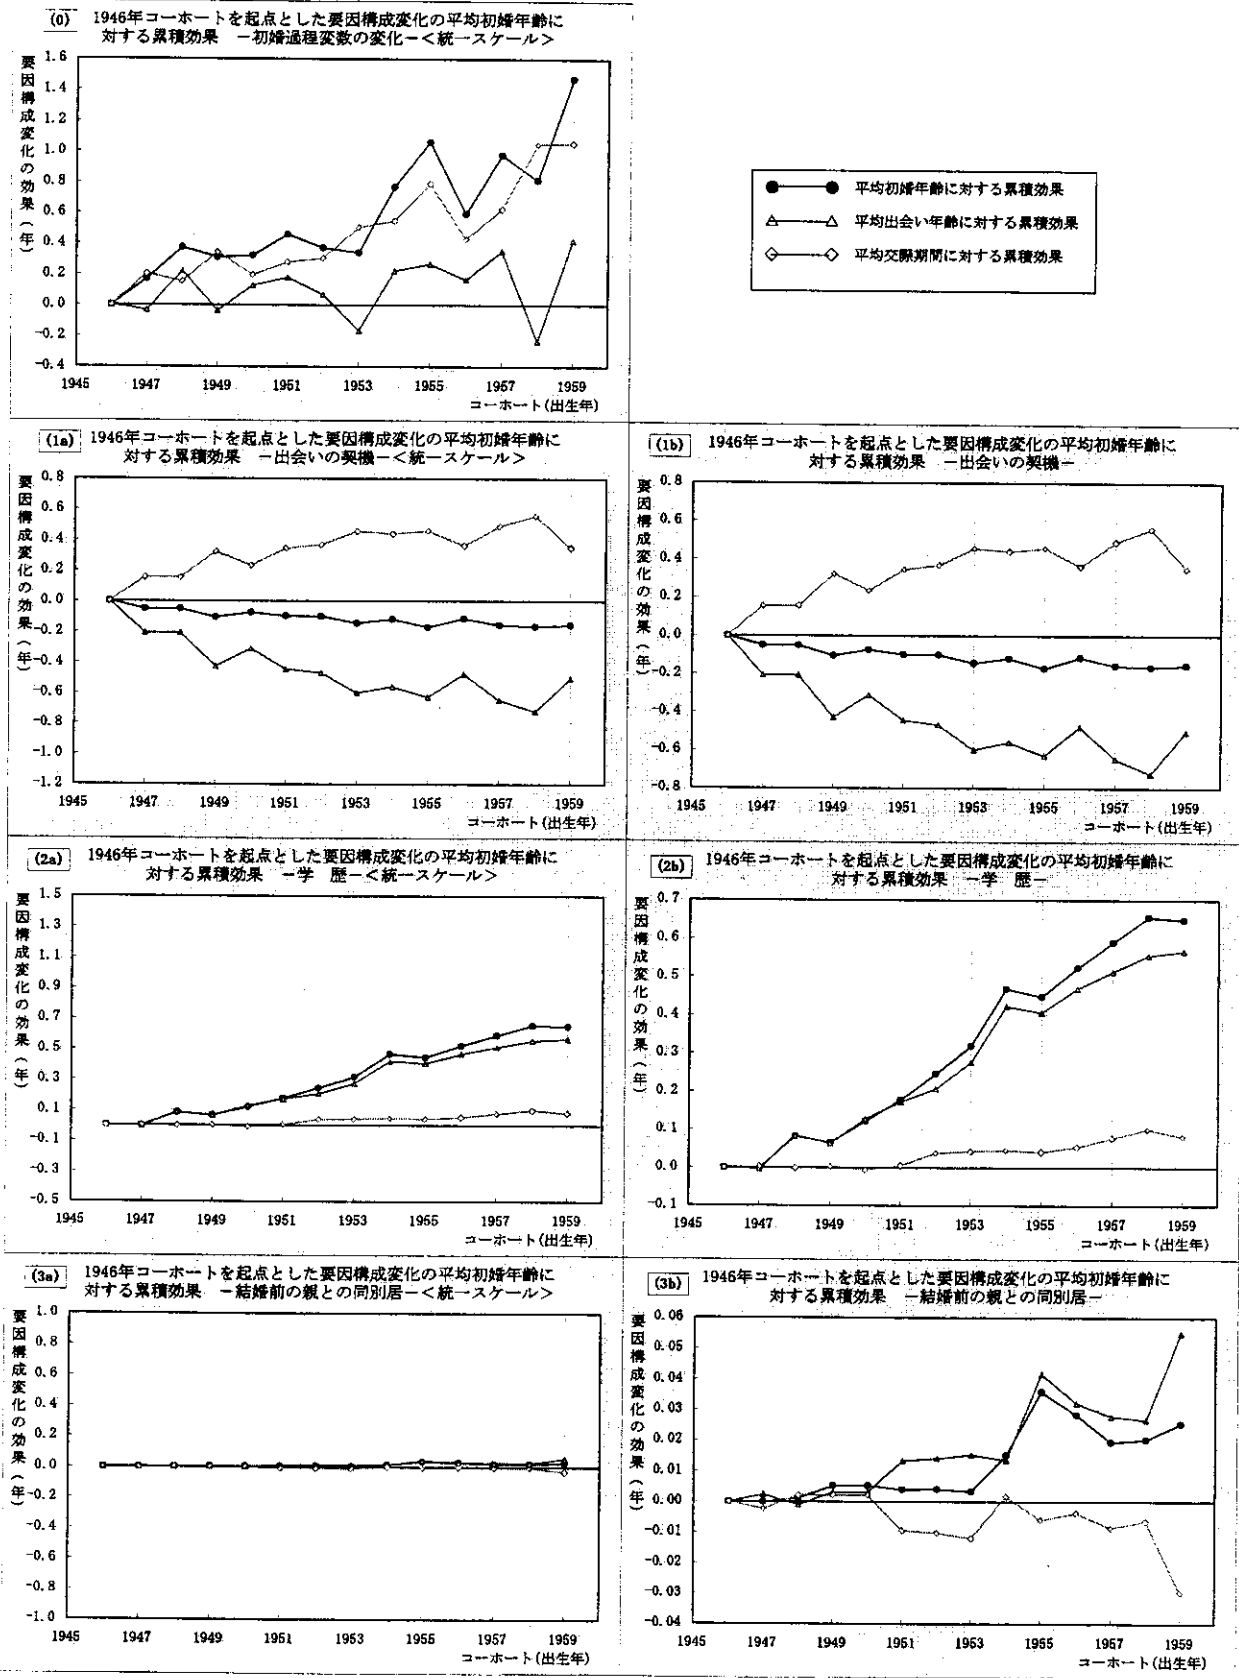 (0) 1946年コーホートを起点とした要因構成変化の平均初婚年齢に
対する累積効果 −初婚過程変数の変化−<統一スケール>
要因構成変化の効果(年)
1.6
1.4
1.2
1.0
0.8
0.6
0.4
0.2
0.0
−0.2
−0.4
1945 1947 1949 1951 1953 1955 1957 1959
コーホート(出生年)
平均初婚年齢に対する累積効果
平均出会い年齢に対する累積効果
平均交際期間に対する累積効果
(1a) 1946年コーホートを起点とした要因構成変化の平均初婚年齢に
対する累積効果 −出会いの契機−<統一スケール>
要因構成変化の効果(年)
0.8
0.6
0.4
0.2
0.0
−0.2
−0.4
−0.6
−0.8
−1.0
−1.2
1945 1947 1949 1951 1953 1955 1957 1959
コーホート(出生年)
(1b) 1946年コーホートを起点とした要因構成変化の平均初婚年齢に
対する累積効果 −出会いの契機−
要因構成変化の効果(年)
0.8
0.6
0.4
0.2
0.0
−0.2
−0.4
−0.6
−0.8
1945 1947 1949 1951 1953 1955 1957 1959
コーホート(出生年)
(2a) 1946年コーホートを起点とした要因構成変化の平均初婚年齢に
対する累積効果 −学 歴−<統一スケール>
要因構成変化の効果(年)
1.5
1.3
1.1
0.9
0.7
0.5
0.3
0.1
−0.1
−0.3
−0.5
1945 1947 1949 1951 1953 1955 1957 1959
コーホート(出生年)
(2b) 1946年コーホートを起点とした要因構成変化の平均初婚年齢に
対する累積効果 −学 歴−
要因構成変化の効果(年)
0.7
0.6
0.5
0.4
0.3
0.2
0.1
0.0
−0.1
1945 1947 1949 1951 1953 1955 1957 1959
コーホート(出生年)
(3a) 1946年コーホートを起点とした要因構成変化の平均初婚年齢に
対する累積効果 −結婚前の親との同別居−<統一スケール>
要因構成変化の効果(年)
1.0
0.8
0.6
0.4
0.2
0.0
−0.2
−0.4
−0.6
−0.8
−1.0
1945 1947 1949 1951 1953 1955 1957 1959
コーホート(出生年)
(3b) 1946年コーホートを起点とした要因構成変化の平均初婚年齢に
対する累積効果 −結婚前の親との同別居−
要因構成変化の効果(年)
0.06
0.05
0.04
0.03
0.02
0.01
0.00
−0.01
−0.02
−0.03
−0.04
1945 1947 1949 1951 1953 1955 1957 1959
コーホート(出生年)